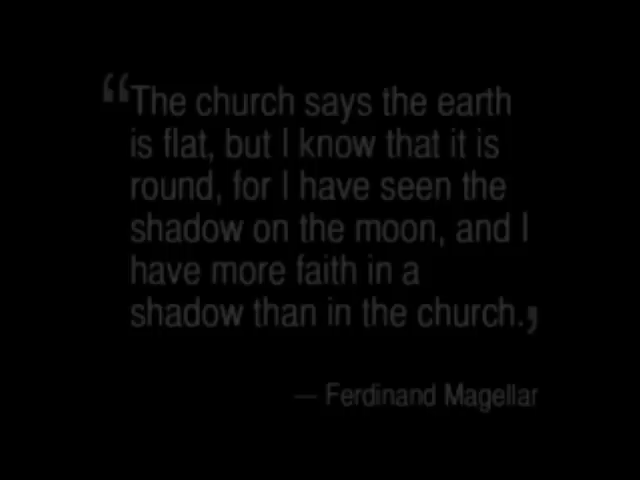 “The church says the earth
is flat, but I know that it is
round, for I have seen the
shadow on the moon, and I
have more faith in a
shadow than in the church.,
— Ferdinand Magellar